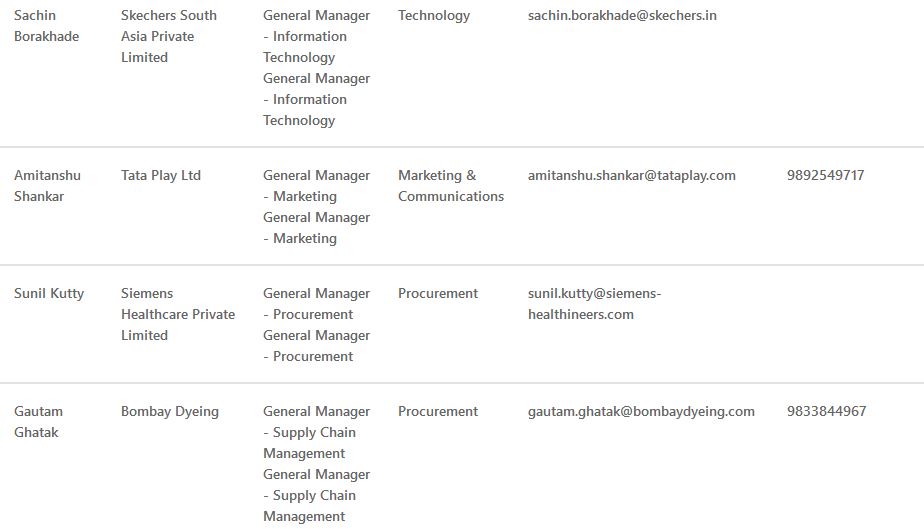 Sachin Borakhade
Skechers South Asia Private Limited
General Manager - Information Technology General Manager - Information Technology
Technology
sachin.borakhade@skechers.in
Amitanshu Shankar
Tata Play Ltd
General Manager - Marketing General Manager - Marketing
Marketing & Communications
amitanshu.shankar@tataplay.com
9892549717
Sunil Kutty
Siemens Healthcare Private Limited
General Manager - Procurement General Manager - Procurement
Procurement
sunil.kutty@siemens-healthineers.com
Gautam Ghatak
Bombay Dyeing
General Manager - Supply Chain Management General Manager - Supply Chain Management
Procurement
gautam.ghatak@bombaydyeing.com
9833844967